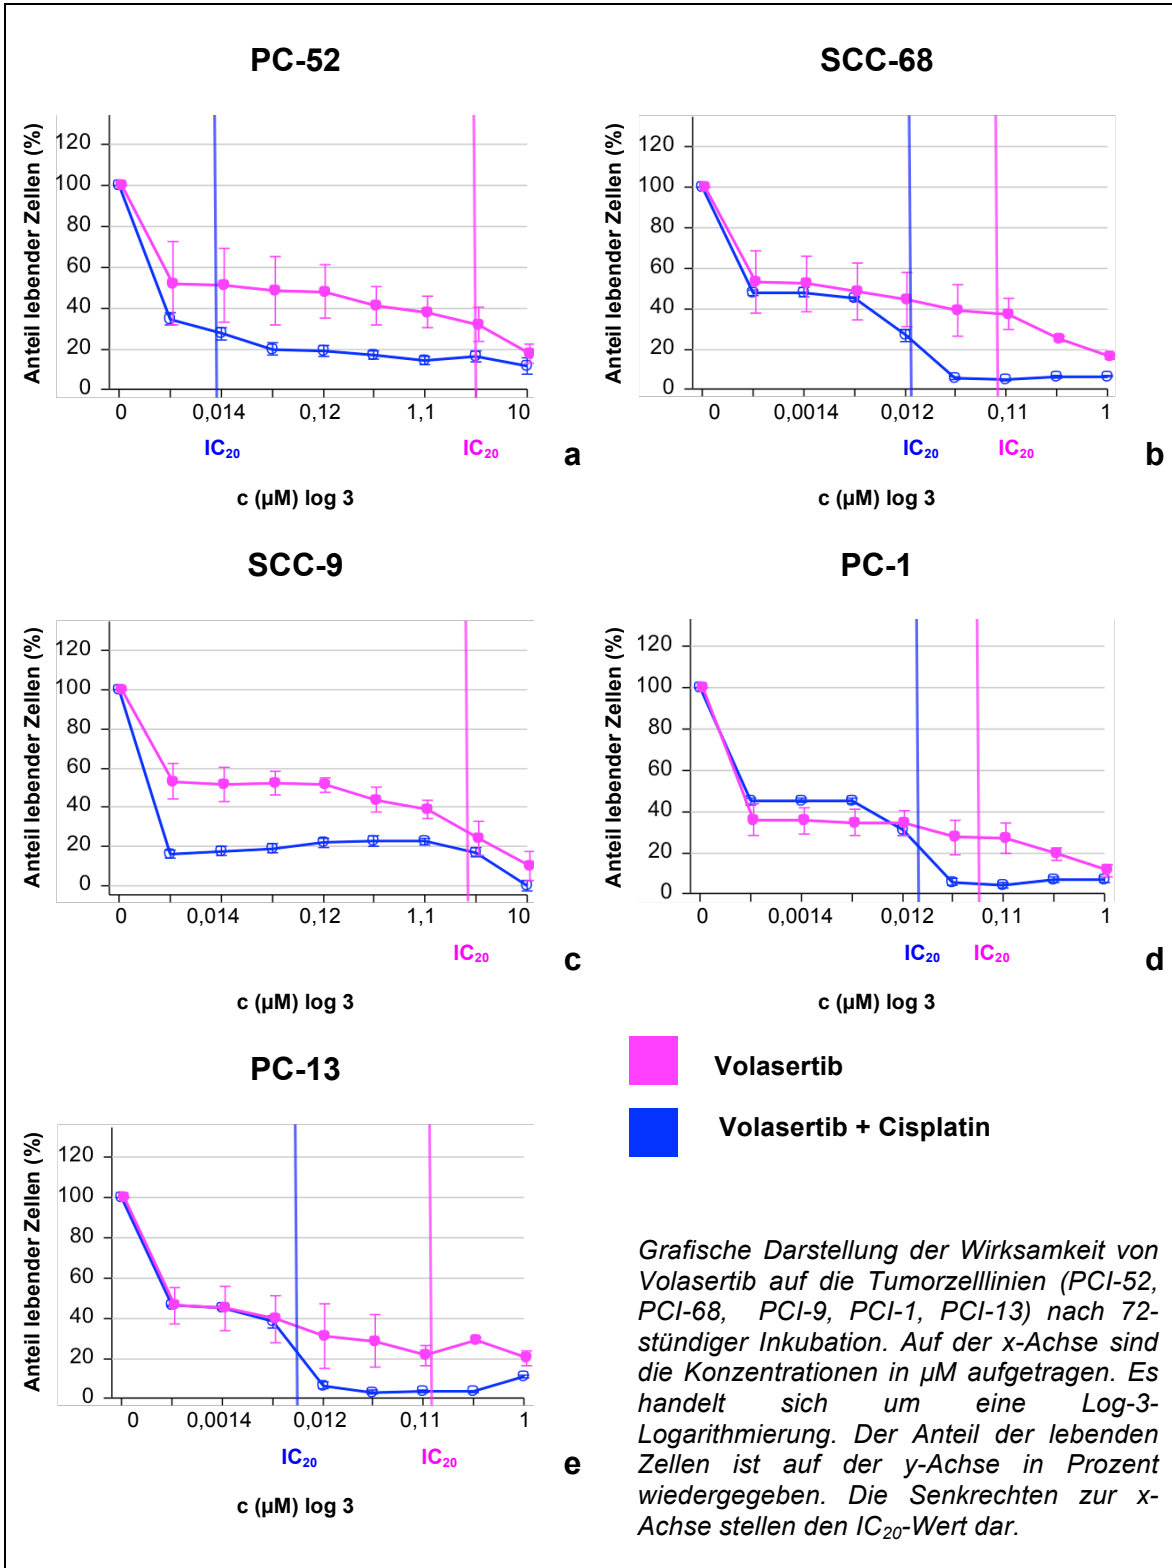 PC-52
Anteil lebender Zellen (%)
120
100
80
60
40
20
0
0 0,014 0,12 1,1 10
IC20 IC20
a
c (µM) log 3
SCC-68
Anteil lebender Zellen (%)
120
100
80
60
40
20
0
0 0,0014 0,012 0,11 1
IC20 IC20
b
c (µM) log 3
SCC-9
Anteil lebender Zellen (%)
120
100
80
60
40
20
0
0 0,014 0,12 1,1 10
IC20
c
c (µM) log 3
PC-1
Anteil lebender Zellen (%)
120
100
80
60
40
20
0
0 0,0014 0,012 0,11 1
IC20 IC20
d
c (µM) log 3
PC-13
Anteil lebender Zellen (%)
120
100
80
60
40
20
0
0 0,0014 0,012 0,11 1
IC20 IC20
e
c (µM) log 3
Volasertib
Volasertib + Cisplatin
Grafische Darstellung der Wirksamkeit von
Volasertib auf die Tumorzelllinien (PCI-52,
PCI-68, PCI-9, PCI-1, PCI-13) nach 72-
stündiger Inkubation. Auf der x-Achse sind
die Konzentrationen in µM aufgetragen. Es
handelt sich um eine Log-3-
Logarithmierung. Der Anteil der lebenden
Zellen ist auf der y-Achse in Prozent
wiedergegeben. Die Senkrechten zur x-
Achse stellen den IC20-Wert dar.